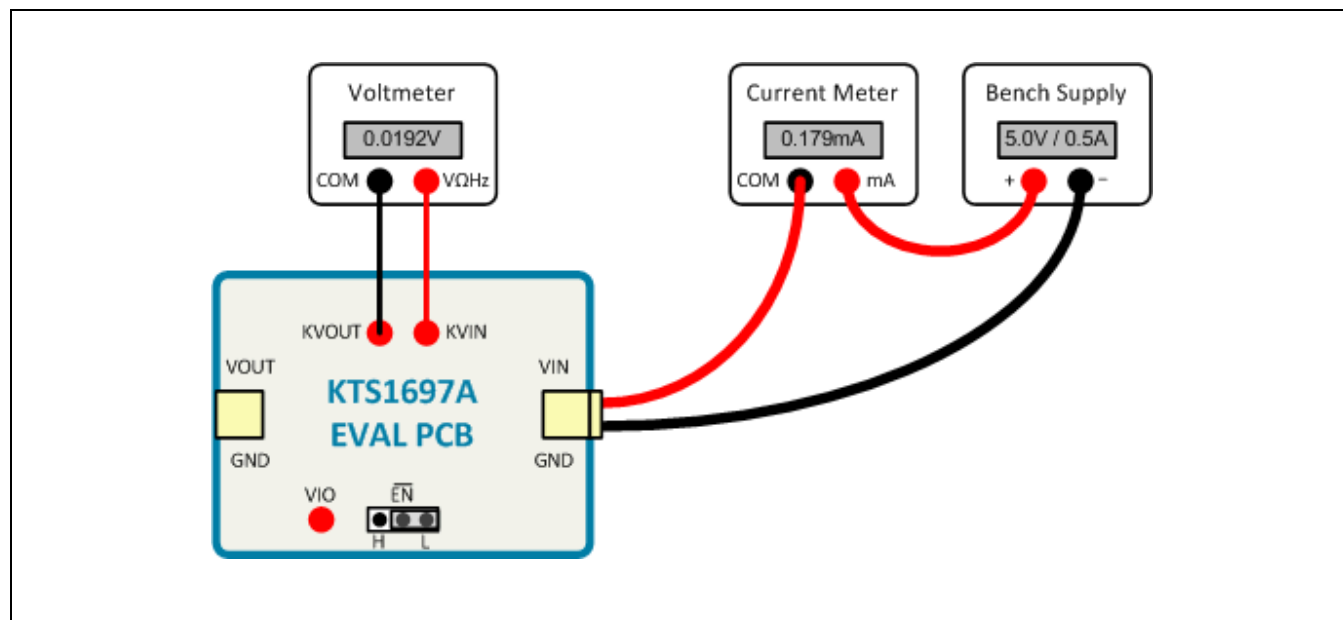 Voltmeter
0.0192V
COM VΩHz
Current Meter
0.179mA
COM mA
Bench Supply
5.0V / 0.5A
+ −
KVOUT KVIN
VOUT
GND
KTS1697A
EVAL PCB
VIN
GND
VIO
E̅N̅
H L